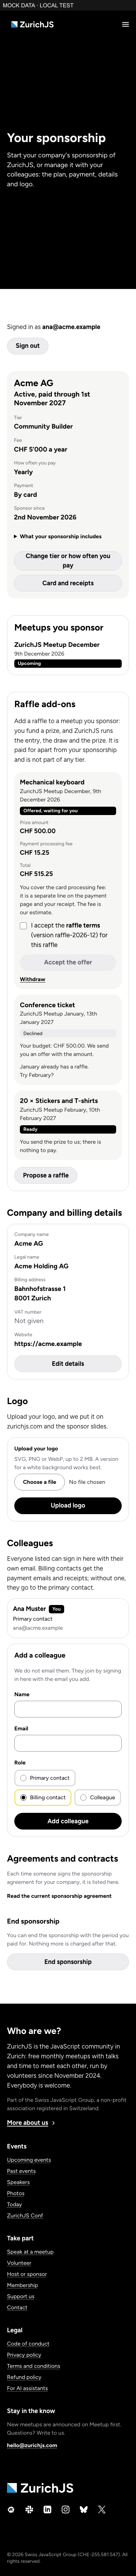 MOCK DATA · LOCAL TEST
ZurichJS
Your sponsorship
Start your company's sponsorship of
ZurichJS, or manage it with your
colleagues: the plan, payment, details
and logo.
Signed in as ana@acme.example
Sign out
Acme AG
Active, paid through 1st
November 2027
Tier
Community Builder
Fee
CHF 5'000 a year
How often you pay
Yearly
Payment
By card
Sponsor since
2nd November 2026
What your sponsorship includes
Change tier or how often you
pay
Card and receipts
Meetups you sponsor
ZurichJS Meetup December
9th December 2026
Upcoming
Raffle add-ons
Add a raffle to a meetup you sponsor:
you fund a prize, and ZurichJS runs
the entry, the draw and the prize. It is
paid for apart from your sponsorship
and is not part of any tier.
Mechanical keyboard
ZurichJS Meetup December, 9th
December 2026
Offered, waiting for you
Prize amount
CHF 500.00
Payment processing fee
CHF 15.25
Total
CHF 515.25
You cover the card processing fee:
it is a separate line on the payment
page and your receipt. The fee is
our estimate.
I accept the raffle terms
(version raffle-2026-12) for
this raffle
Accept the offer
Withdraw
Conference ticket
ZurichJS Meetup January, 13th
January 2027
Declined
Your budget: CHF 500.00. We send
you an offer with the amount.
January already has a raffle.
Try February?
20 × Stickers and T-shirts
ZurichJS Meetup February, 10th
February 2027
Ready
You send the prize to us; there is
nothing to pay.
Propose a raffle
Company and billing details
Company name
Acme AG
Legal name
Acme Holding AG
Billing address
Bahnhofstrasse 1
8001 Zurich
VAT number
Not given
Website
https://acme.example
Edit details
Logo
Upload your logo, and we put it on
zurichjs.com and the sponsor slides.
Upload your logo
SVG, PNG or WebP, up to 2 MB. A version
for a white background works best.
Choose a file
No file chosen
Upload logo
Colleagues
Everyone listed can sign in here with their
own email. Billing contacts get the
payment emails and receipts; without one,
they go to the primary contact.
Ana Muster You
Primary contact
ana@acme.example
Add a colleague
We do not email them. They join by signing
in here with the email you add.
Name
Email
Role
Primary contact
Billing contact
Colleague
Add colleague
Agreements and contracts
Each time someone signs the sponsorship
agreement for your company, it is listed here.
Read the current sponsorship agreement
End sponsorship
You can end the sponsorship with the period you
paid for. Nothing more is charged after that.
End sponsorship
Who are we?
ZurichJS is the JavaScript community in
Zurich: free monthly meetups with talks
and time to meet each other, run by
volunteers since November 2024.
Everybody is welcome.
Part of the Swiss JavaScript Group, a non-profit
association registered in Switzerland.
More about us
Events
Upcoming events
Past events
Speakers
Photos
Today
ZurichJS Conf
Take part
Speak at a meetup
Volunteer
Host or sponsor
Membership
Support us
Contact
Legal
Code of conduct
Privacy policy
Terms and conditions
Refund policy
For AI assistants
Stay in the know
New meetups are announced on Meetup first.
Questions? Write to us.
hello@zurichjs.com
ZurichJS
© 2026 Swiss JavaScript Group (CHE-255.581.547). All
rights reserved.